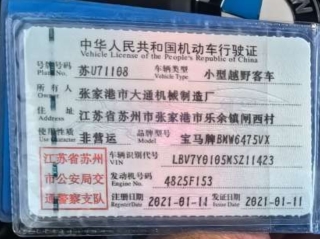 中华人民共和国机动车行驶证
Vehicle License of the People's Republic of China
号牌号码 苏U71108 车辆类型 小型越野客车
Plate No. Vehicle Type
所有人 张家港市大通机械制造厂
Owner
住址 江苏省苏州市张家港市乐余镇闸西村
Address
使用性质 非营运 品牌型号 宝马牌BMW6475VX
Use Character Model
江苏省苏州
市公安局交
通警察支队
车辆识别代号 LBV7Y0105MSZ11423
VIN
发动机号码 4825F153
Engine No.
注册日期 2021-01-11 发证日期 2021-01-11
Register Date Issue Date